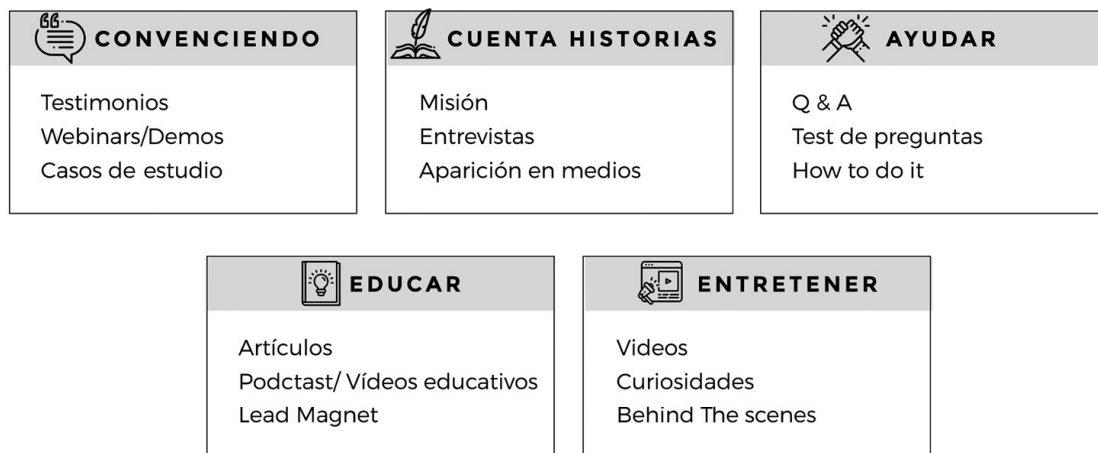 CONVENCIENDO
Testimonios
Webinars/Demos
Casos de estudio
CUENTA HISTORIAS
Misión
Entrevistas
Aparición en medios
AYUDAR
Q & A
Test de preguntas
How to do it
EDUCAR
Artículos
Podctast/ Vídeos educativos
Lead Magnet
ENTRETENER
Videos
Curiosidades
Behind The scenes